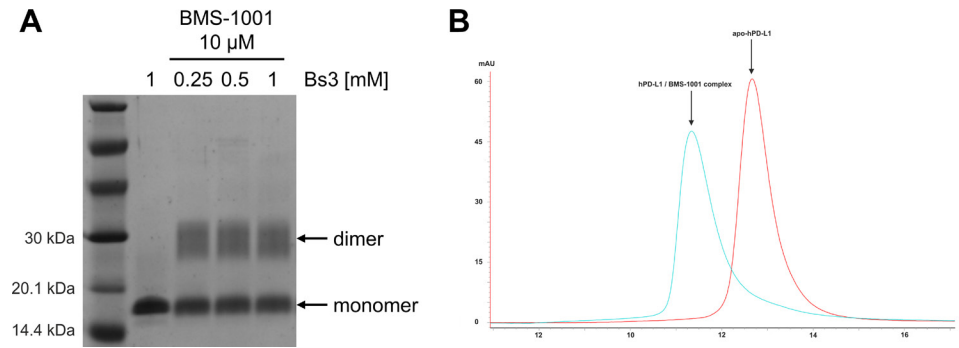 A
BMS-1001
10 µM
1 0.25 0.5 1 Bs3 [mM]
30 kDa
dimer
20.1 kDa
monomer
14.4 kDa
B
apo-hPD-L1
mAU
hPD-L1 / BMS-1001 complex
60
45
30
15
0
12 14 16